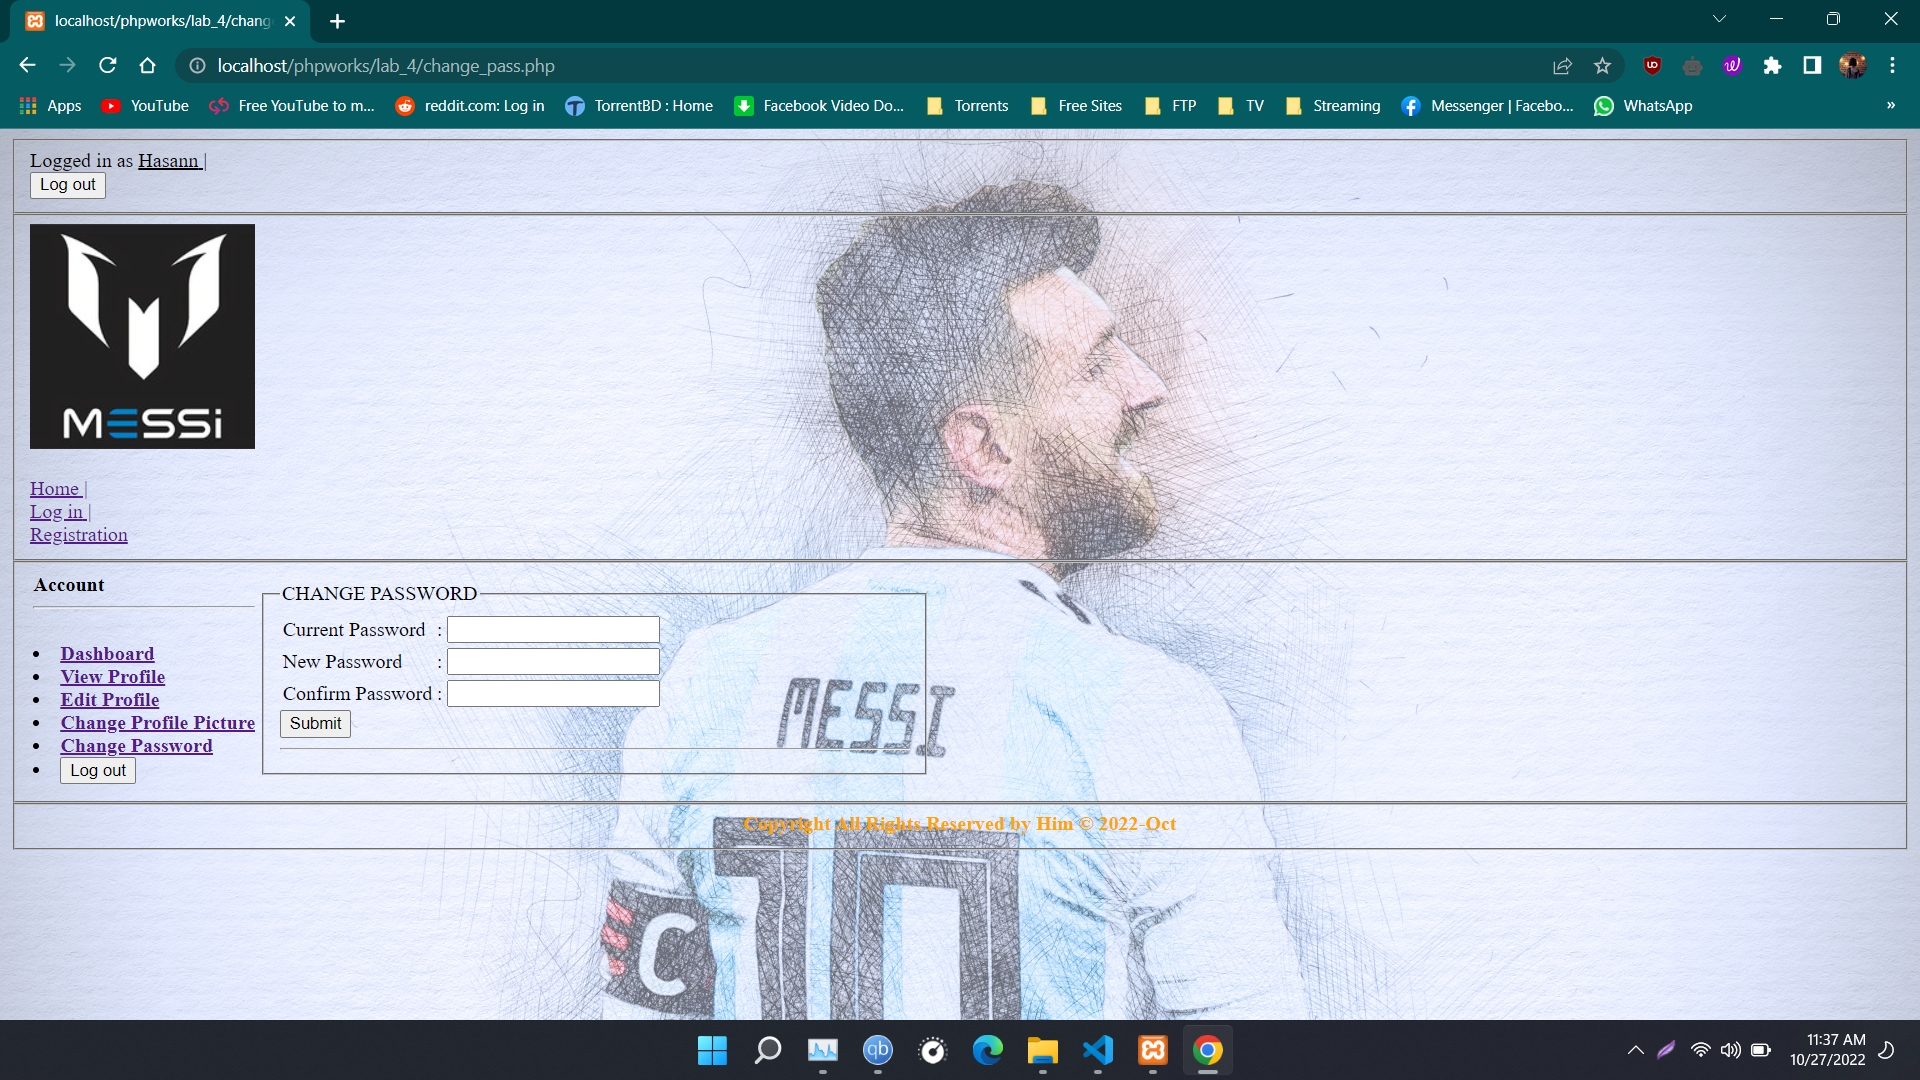 localhost/phpworks/lab_4/chang
localhost/phpworks/lab_4/change_pass.php
Apps YouTube Free YouTube to m... reddit.com: Log in TorrentBD : Home Facebook Video Do... Torrents Free Sites FTP TV Streaming Messenger | Facebo... WhatsApp »
Logged in as Hasann |
Log out
MESSi
Home |
Log in |
Registration
Account
Dashboard
View Profile
Edit Profile
Change Profile Picture
Change Password
Log out
CHANGE PASSWORD
Current Password :
New Password :
Confirm Password :
Submit
MESSI
Copyright All Rights Reserved by Him © 2022-Oct
10
C
qb
11:37 AM
10/27/2022